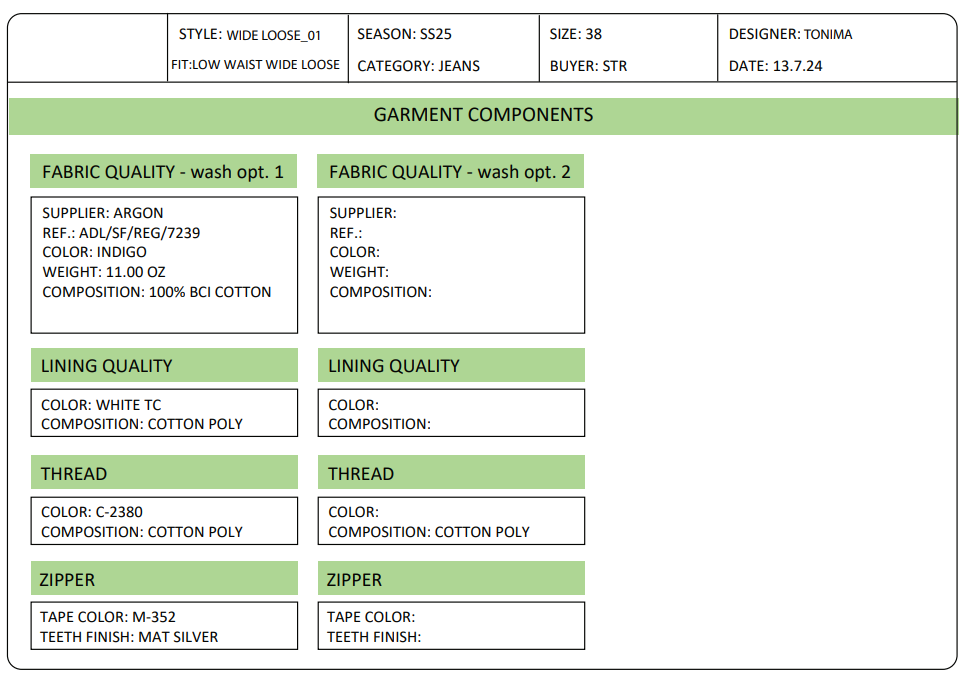 STYLE: WIDE LOOSE_01
FIT:LOW WAIST WIDE LOOSE
SEASON: SS25
CATEGORY: JEANS
SIZE: 38
BUYER: STR
DESIGNER: TONIMA
DATE: 13.7.24
GARMENT COMPONENTS
FABRIC QUALITY - wash opt. 1
SUPPLIER: ARGON
REF.: ADL/SF/REG/7239
COLOR: INDIGO
WEIGHT: 11.00 OZ
COMPOSITION: 100% BCI COTTON
LINING QUALITY
COLOR: WHITE TC
COMPOSITION: COTTON POLY
THREAD
COLOR: C-2380
COMPOSITION: COTTON POLY
ZIPPER
TAPE COLOR: M-352
TEETH FINISH: MAT SILVER
FABRIC QUALITY - wash opt. 2
SUPPLIER:
REF.:
COLOR:
WEIGHT:
COMPOSITION:
LINING QUALITY
COLOR:
COMPOSITION:
THREAD
COLOR:
COMPOSITION: COTTON POLY
ZIPPER
TAPE COLOR:
TEETH FINISH: